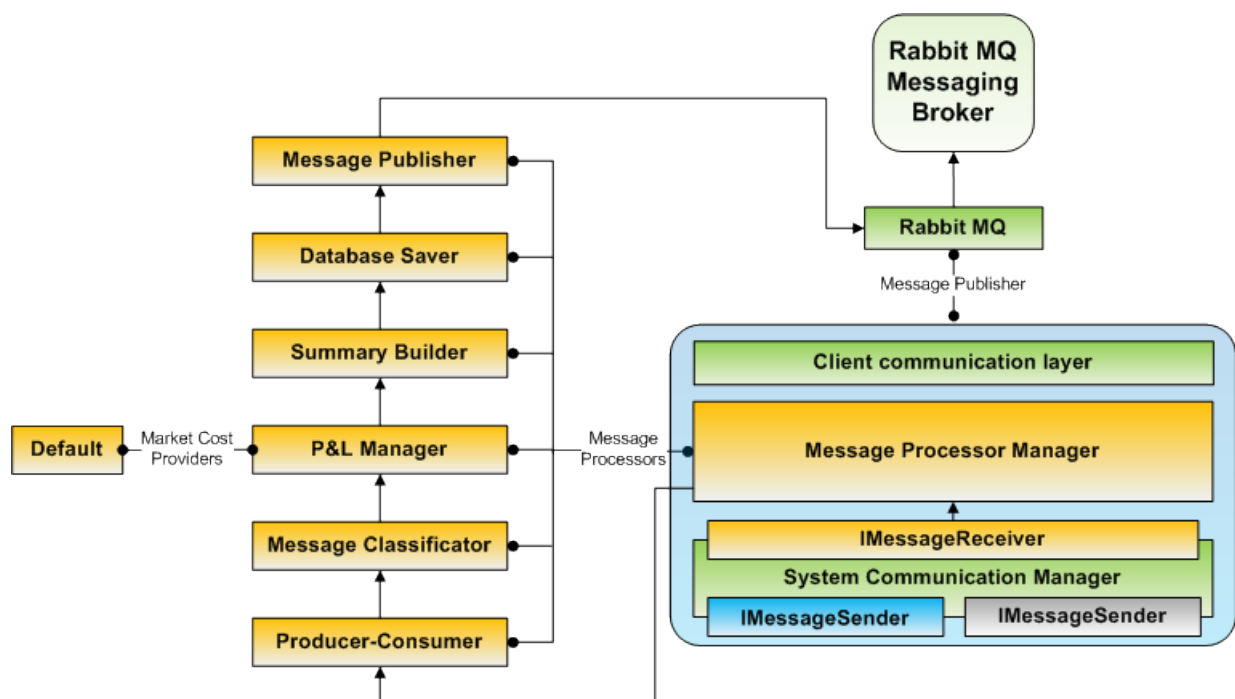 Rabbit MQ
Messaging
Broker
Message Publisher
Rabbit MQ
Database Saver
Message Publisher
Summary Builder
Client communication layer
Default
Market Cost
Providers
P&L Manager
Message
Processors
Message Processor Manager
Message Classificator
IMessageReceiver
System Communication Manager
IMessageSender
IMessageSender
Producer-Consumer